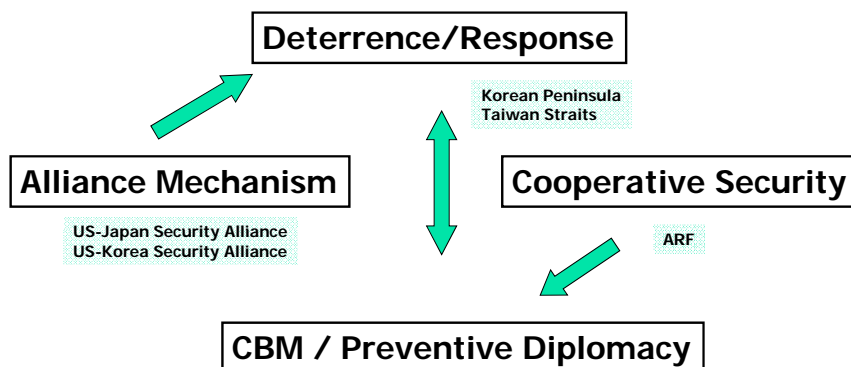 Deterrence/Response
Korean Peninsula
Taiwan Straits
Alliance Mechanism
Cooperative Security
US-Japan Security Alliance
US-Korea Security Alliance
ARF
CBM / Preventive Diplomacy